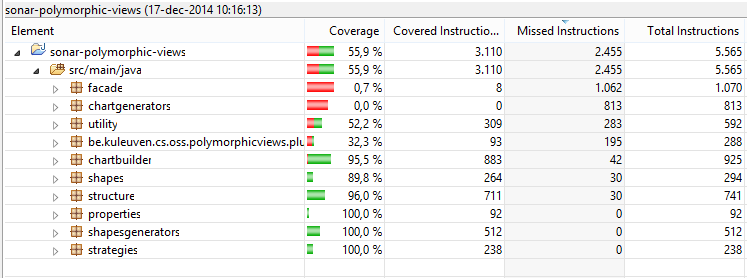 sonar-polymorphic-views (17-dec-2014 10:16:13)
Element Coverage Covered Instructio... Missed Instructions Total Instructions
sonar-polymorphic-views 55,9 % 3.110 2.455 5.565
src/main/java 55,9 % 3.110 2.455 5.565
facade 0,7 % 8 1.062 1.070
chartgenerators 0,0 % 0 813 813
utility 52,2 % 309 283 592
be.kuleuven.cs.oss.polymorphicviews.plu 32,3 % 93 195 288
chartbuilder 95,5 % 883 42 925
shapes 89,8 % 264 30 294
structure 96,0 % 711 30 741
properties 100,0 % 92 0 92
shapesgenerators 100,0 % 512 0 512
strategies 100,0 % 238 0 238